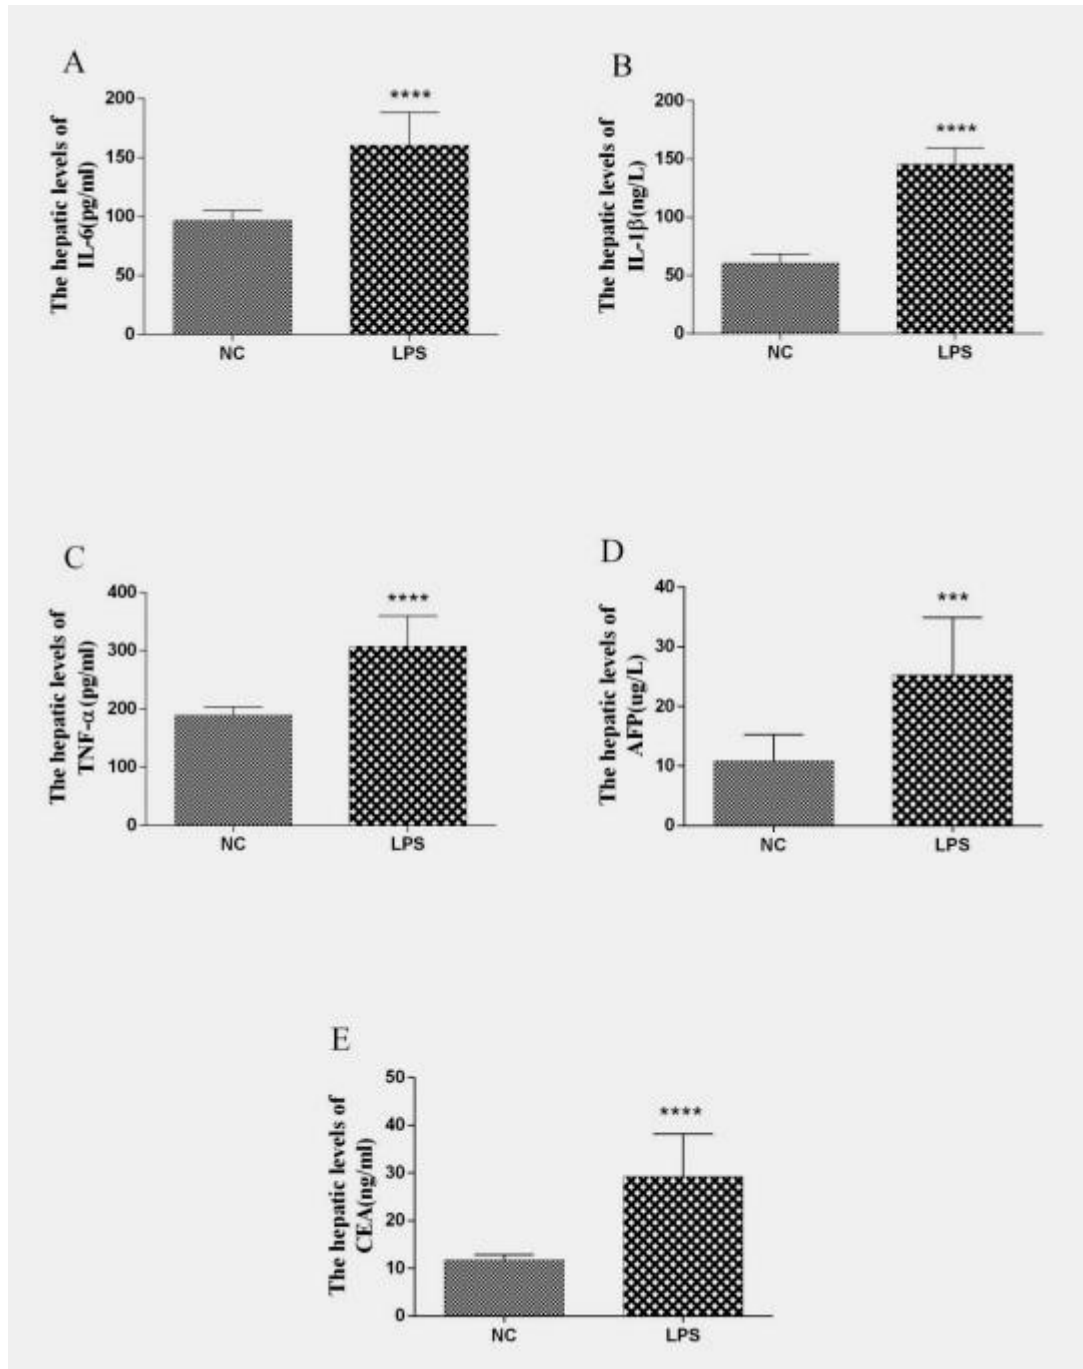 A
The hepatic levels of
IL-6(pg/ml)
200
150
100
50
0
****
NC
LPS
B
The hepatic levels of
IL-1β(ng/L)
200
150
100
50
0
****
NC
LPS
C
The hepatic levels of
TNF-α (pg/ml)
400
300
200
100
0
****
NC
LPS
D
The hepatic levels of
AFP(ug/L)
40
30
20
10
0
***
NC
LPS
E
The hepatic levels of
CEA(ng/ml)
50
40
30
20
10
0
****
NC
LPS